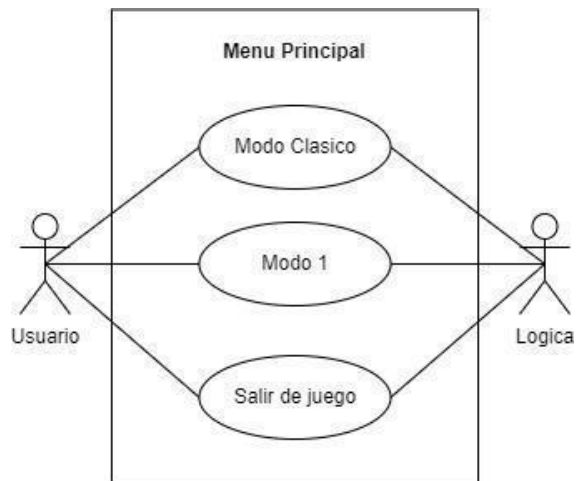 Menu Principal
Modo Clasico
Modo 1
Usuario
Logica
Salir de juego